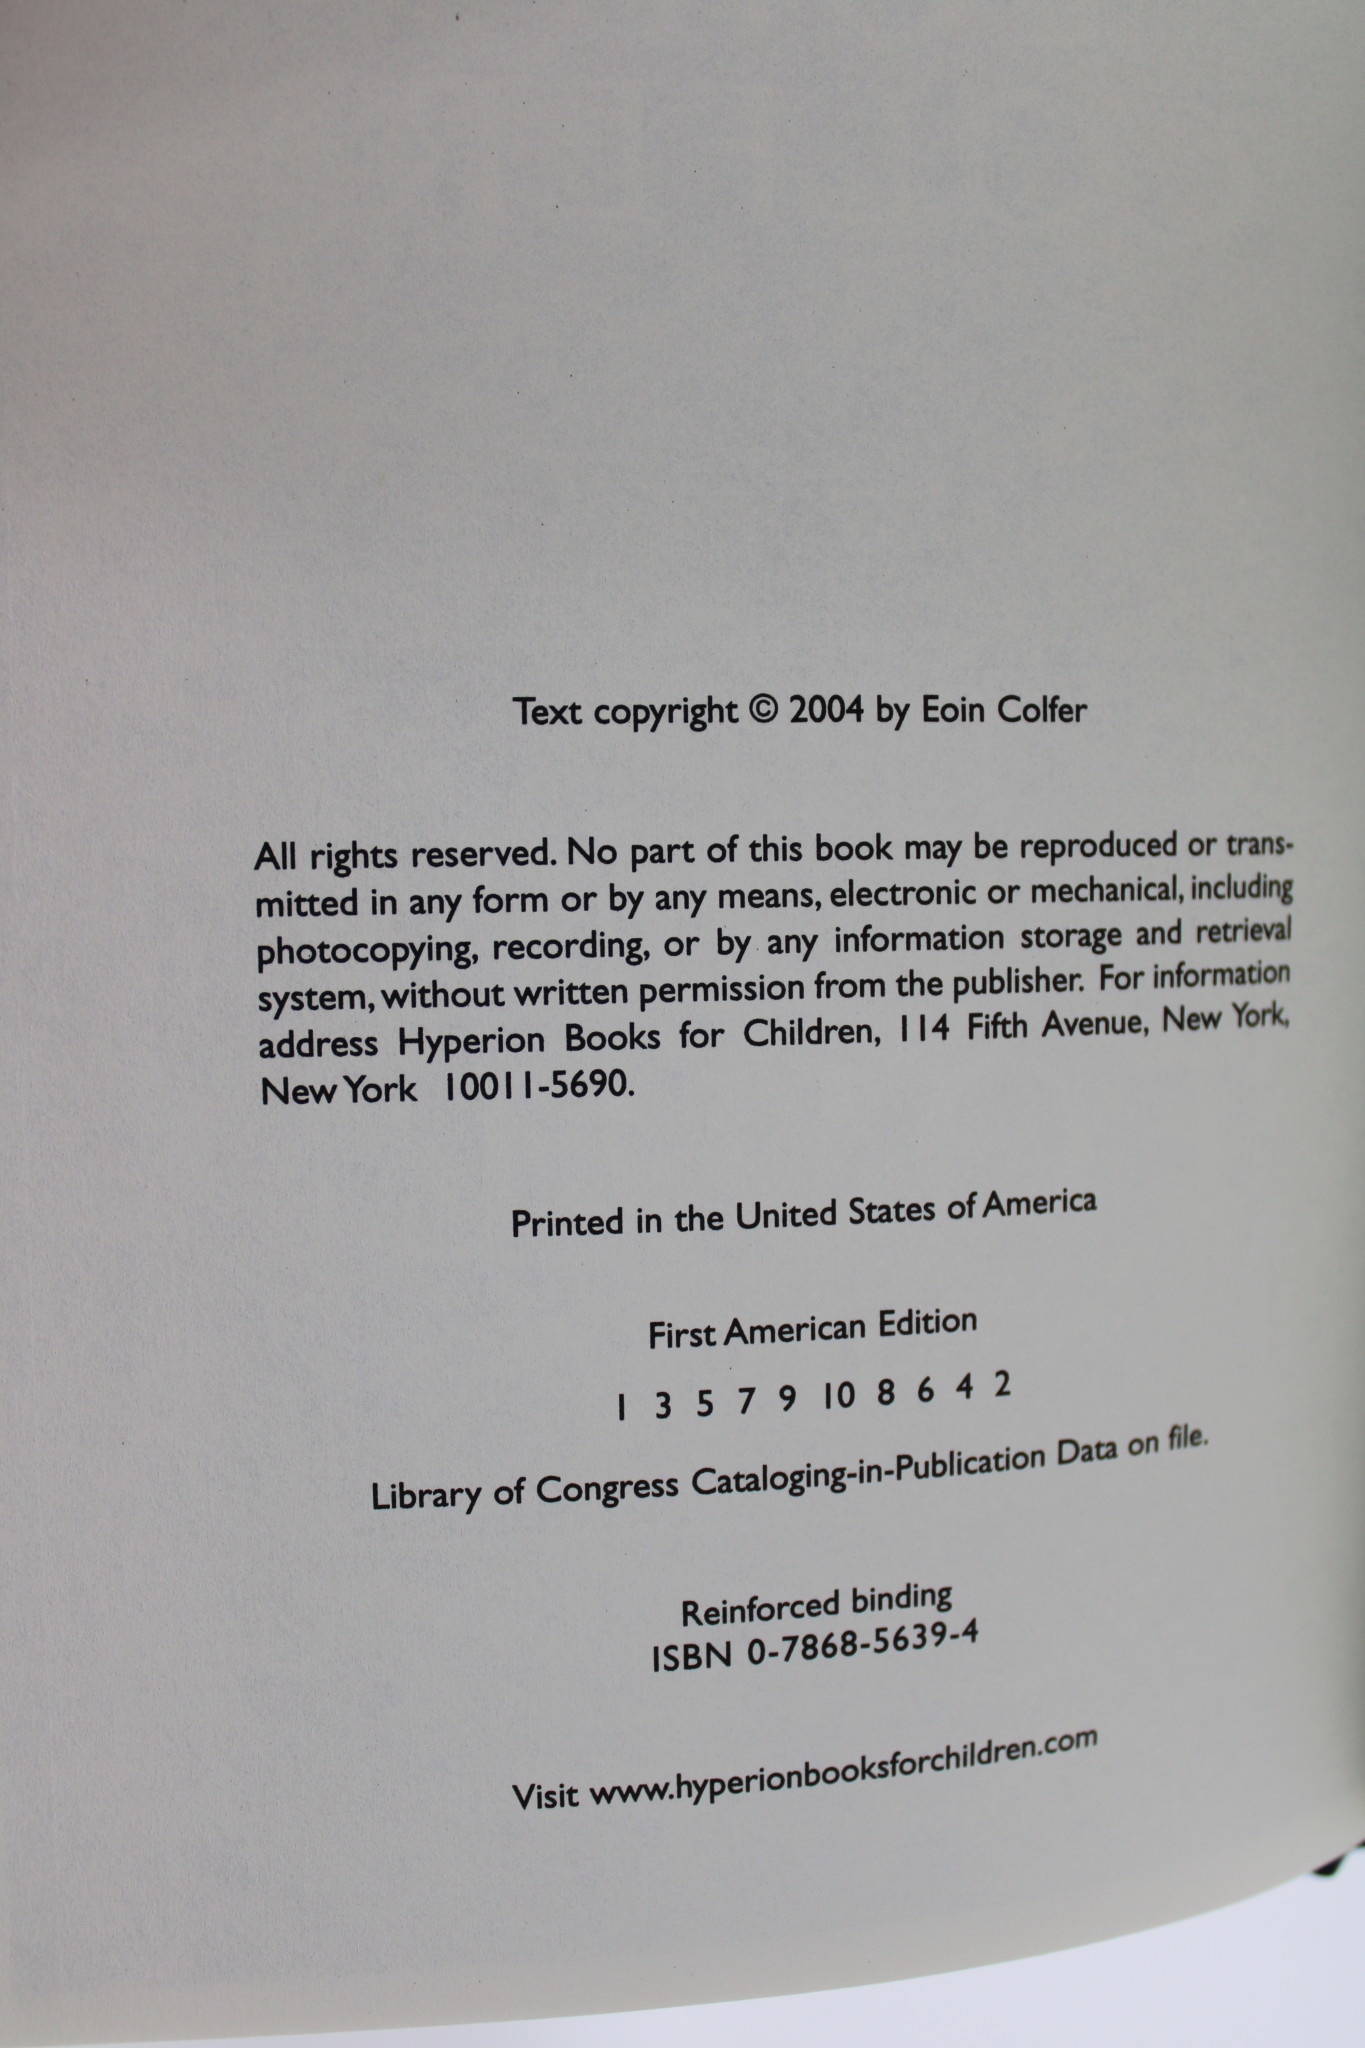 Text copyright © 2004 by Eoin Colfer
All rights reserved. No part of this book may be reproduced or trans-
mitted in any form or by any means, electronic or mechanical, including
photocopying, recording, or by any information storage and retrieval
system, without written permission from the publisher. For information
address Hyperion Books for Children, 114 Fifth Avenue, New York,
New York 10011-5690.
Printed in the United States of America
First American Edition
1 3 5 7 9 10 8 6 4 2
Library of Congress Cataloging-in-Publication Data on file.
Reinforced binding
ISBN 0-7868-5639-4
Visit www.hyperionbooksforchildren.com